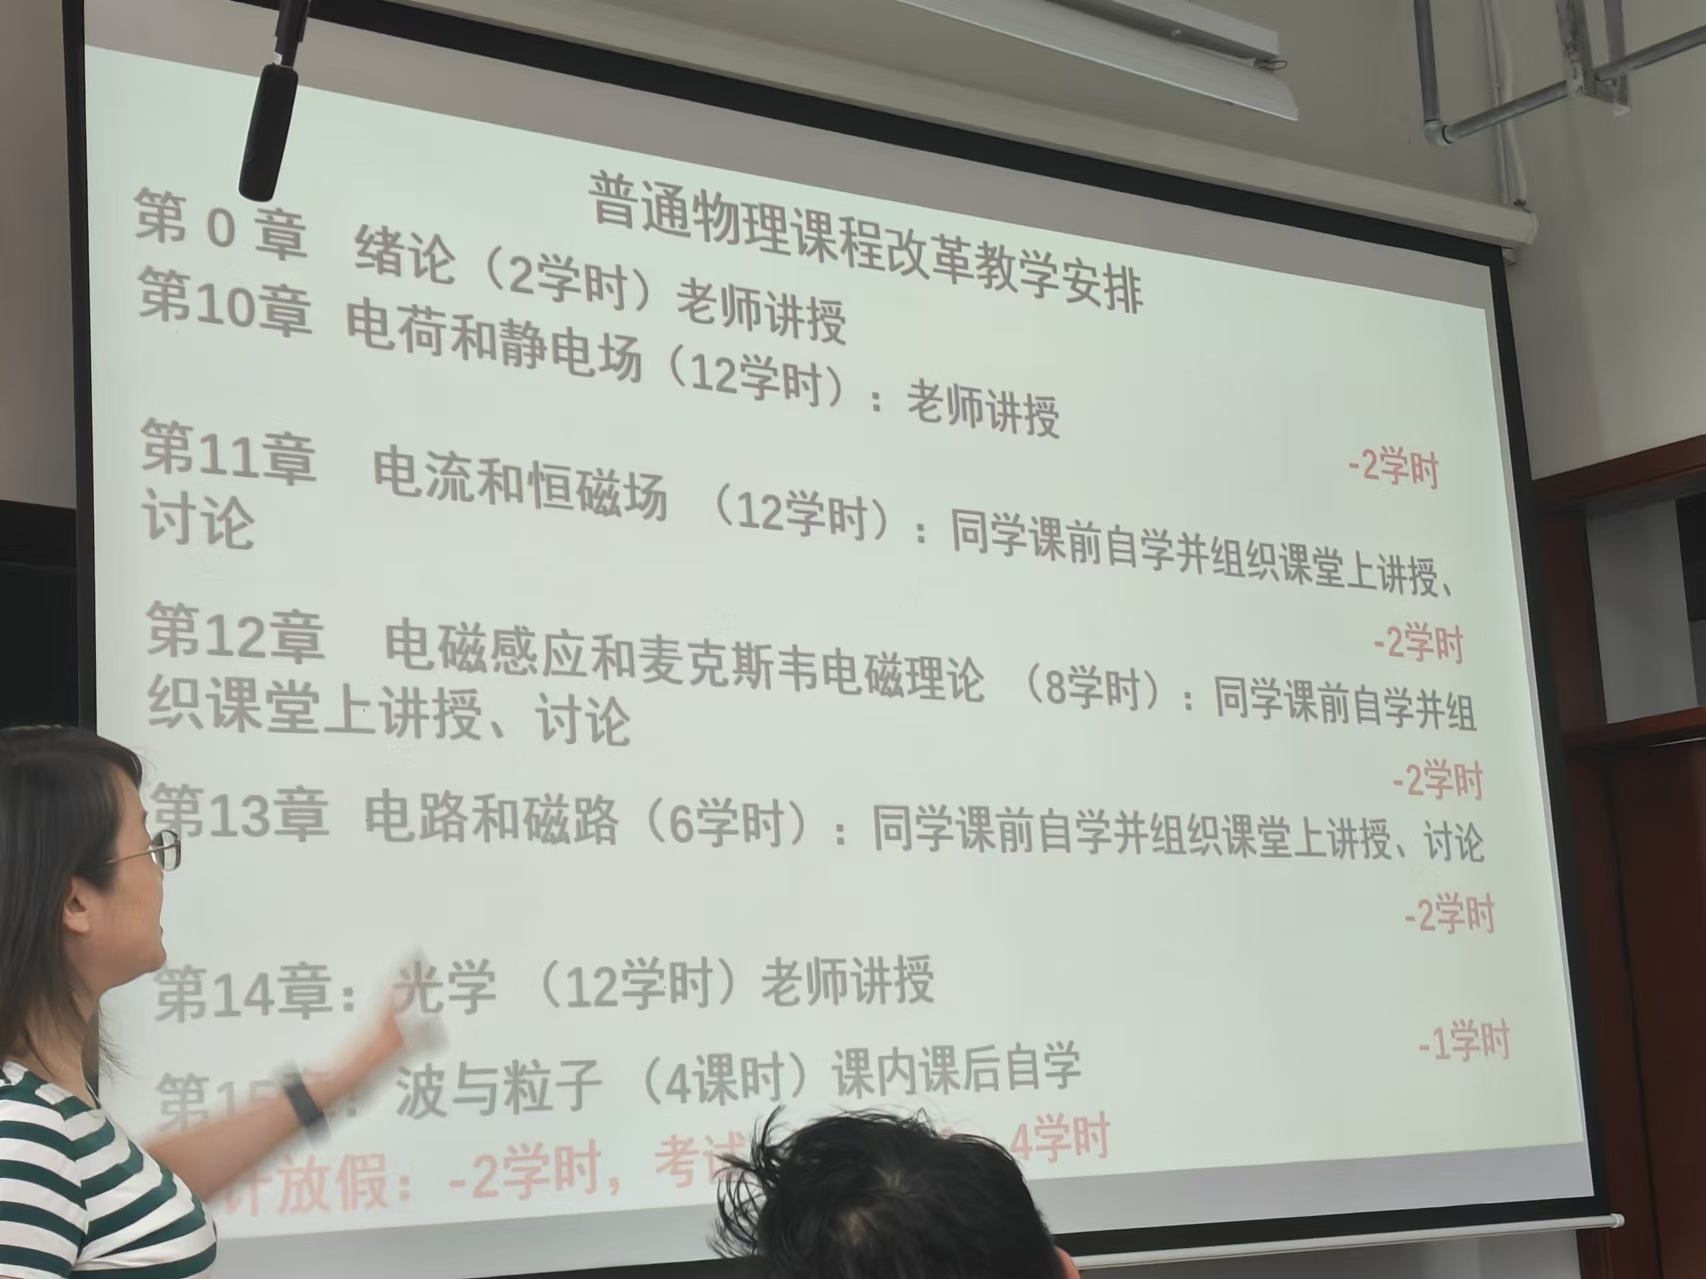 普通物理课程改革教学安排
第 0 章 绪论（2学时）老师讲授
第10章 电荷和静电场（12学时）：老师讲授
-2学时
第11章 电流和恒磁场 （12学时）：同学课前自学并组织课堂上讲授、
讨论
-2学时
第12章 电磁感应和麦克斯韦电磁理论 （8学时）：同学课前自学并组
织课堂上讲授、讨论
-2学时
第13章 电路和磁路（6学时）：同学课前自学并组织课堂上讲授、讨论
-2学时
第14章：光学 （12学时）老师讲授
-1学时
第15章：波与粒子 （4课时）课内课后自学
计放假：-2学时，考试 4学时